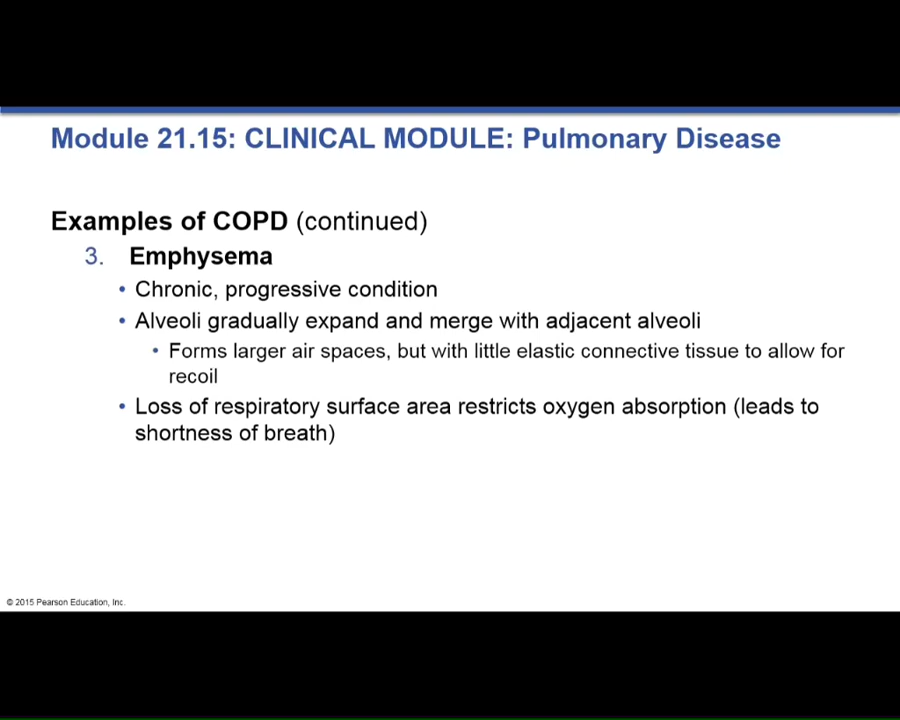 Module 21.15: CLINICAL MODULE: Pulmonary Disease
Examples of COPD (continued)
3. Emphysema
• Chronic, progressive condition
• Alveoli gradually expand and merge with adjacent alveoli
• Forms larger air spaces, but with little elastic connective tissue to allow for
recoil
• Loss of respiratory surface area restricts oxygen absorption (leads to
shortness of breath)
© 2015 Pearson Education, Inc.